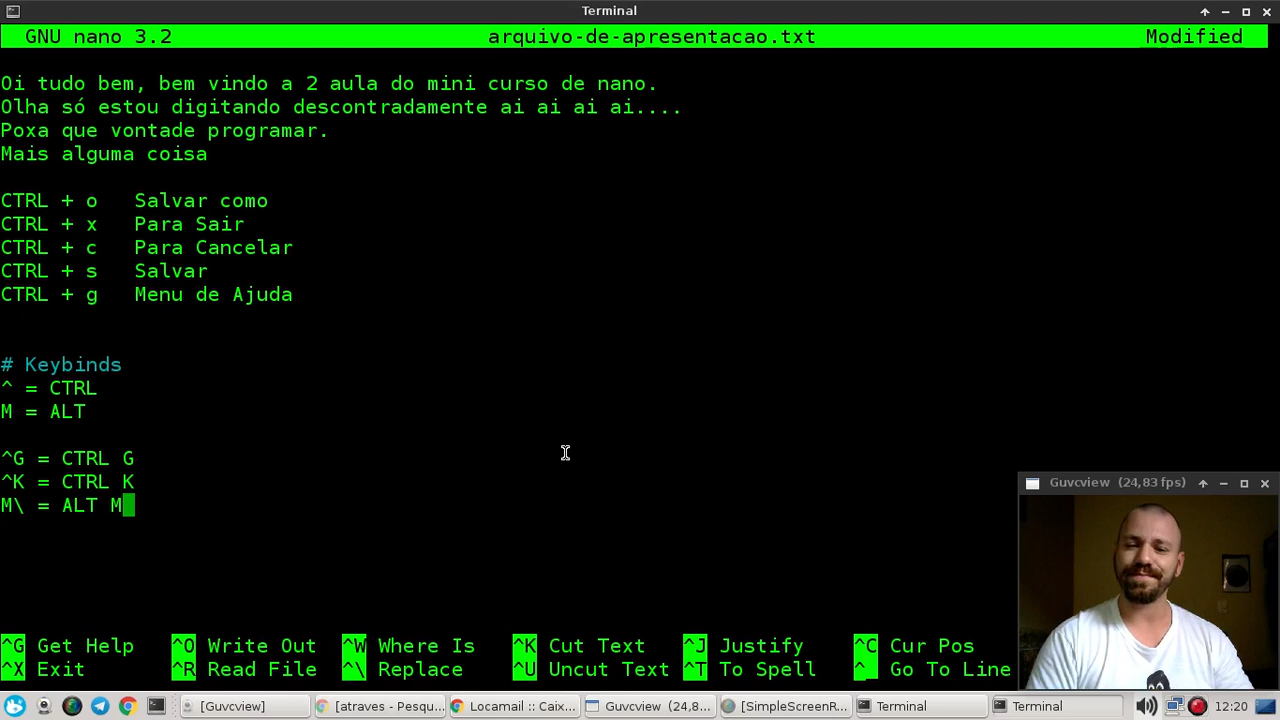 Terminal
GNU nano 3.2 arquivo-de-apresentacao.txt Modified
Oi tudo bem, bem vindo a 2 aula do mini curso de nano.
Olha só estou digitando descontradamente ai ai ai ai....
Poxa que vontade programar.
Mais alguma coisa
CTRL + o Salvar como
CTRL + x Para Sair
CTRL + c Para Cancelar
CTRL + s Salvar
CTRL + g Menu de Ajuda
# Keybinds
^ = CTRL
M = ALT
^G = CTRL G
^K = CTRL K
M\ = ALT M
Guvcview (24,83 fps)
^G Get Help ^O Write Out ^W Where Is ^K Cut Text ^J Justify ^C Cur Pos
^X Exit ^R Read File ^\ Replace ^U Uncut Text ^T To Spell ^_ Go To Line
[Guvcview] [atraves - Pesqu... Locamail :: Caix... Guvcview (24,8... [SimpleScreenR... Terminal Terminal 12:20